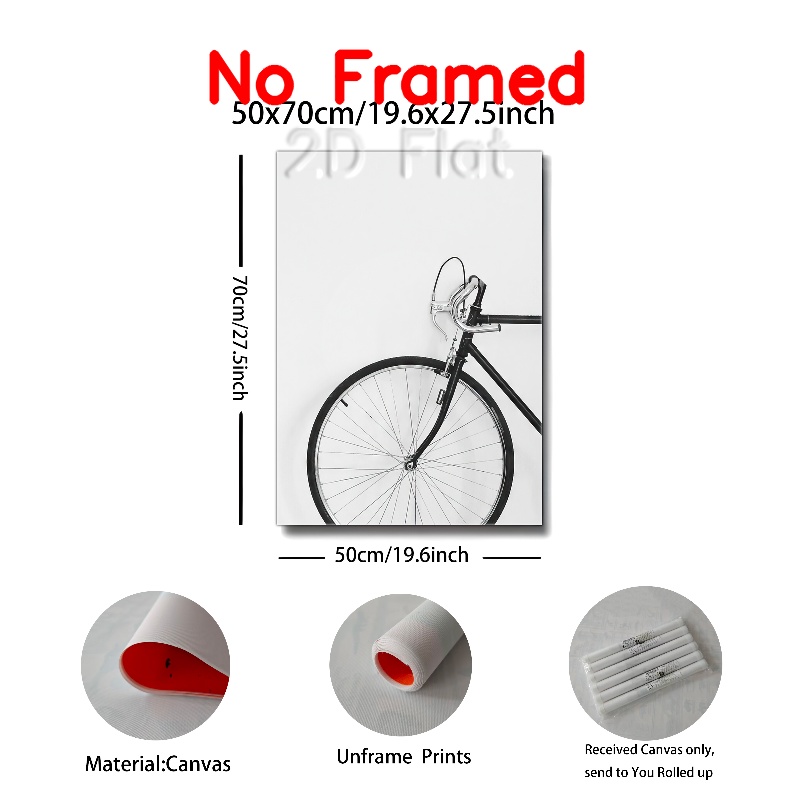 No Framed
50x70cm/19.6x27.5inch
2D Flat
70cm/27.5inch
50cm/19.6inch
Material:Canvas
Unframe Prints
Received Canvas only,
send to You Rolled up